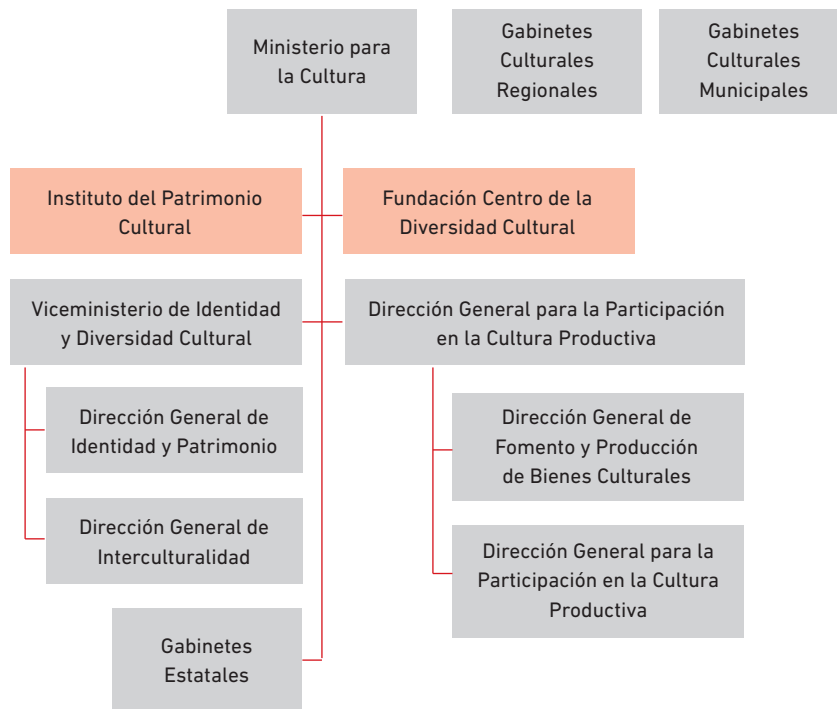 Ministerio para
la Cultura
Gabinetes
Culturales
Regionales
Gabinetes
Culturales
Municipales
Instituto del Patrimonio
Cultural
Fundación Centro de la
Diversidad Cultural
Viceministerio de Identidad
y Diversidad Cultural
Dirección General para la Participación
en la Cultura Productiva
Dirección General de
Identidad y Patrimonio
Dirección General de
Interculturalidad
Dirección General de
Fomento y Producción
de Bienes Culturales
Dirección General para la
Participación en la Cultura
Productiva
Gabinetes
Estatales